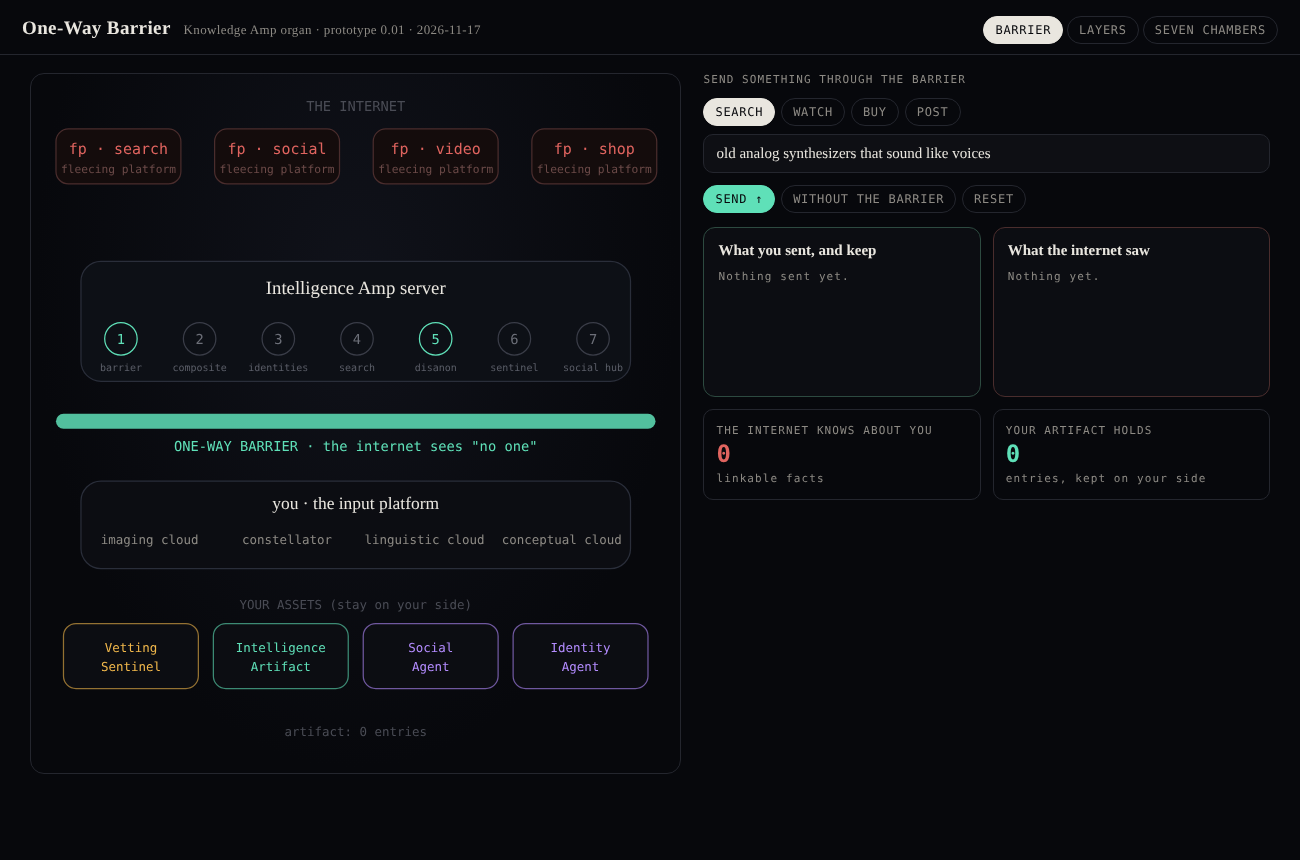 One-Way Barrier Knowledge Amp organ · prototype 0.01 · 2026-11-17
BARRIER LAYERS SEVEN CHAMBERS
THE INTERNET
fp · search
fleecing platform
fp · social
fleecing platform
fp · video
fleecing platform
fp · shop
fleecing platform
Intelligence Amp server
1 2 3 4 5 6 7
barrier composite identities search disanon sentinel social hub
ONE-WAY BARRIER · the internet sees "no one"
you · the input platform
imaging cloud constellator linguistic cloud conceptual cloud
YOUR ASSETS (stay on your side)
Vetting
Sentinel
Intelligence
Artifact
Social
Agent
Identity
Agent
artifact: 0 entries
SEND SOMETHING THROUGH THE BARRIER
SEARCH WATCH BUY POST
old analog synthesizers that sound like voices
SEND ↑ WITHOUT THE BARRIER RESET
What you sent, and keep
Nothing sent yet.
What the internet saw
Nothing yet.
THE INTERNET KNOWS ABOUT YOU
0
linkable facts
YOUR ARTIFACT HOLDS
0
entries, kept on your side